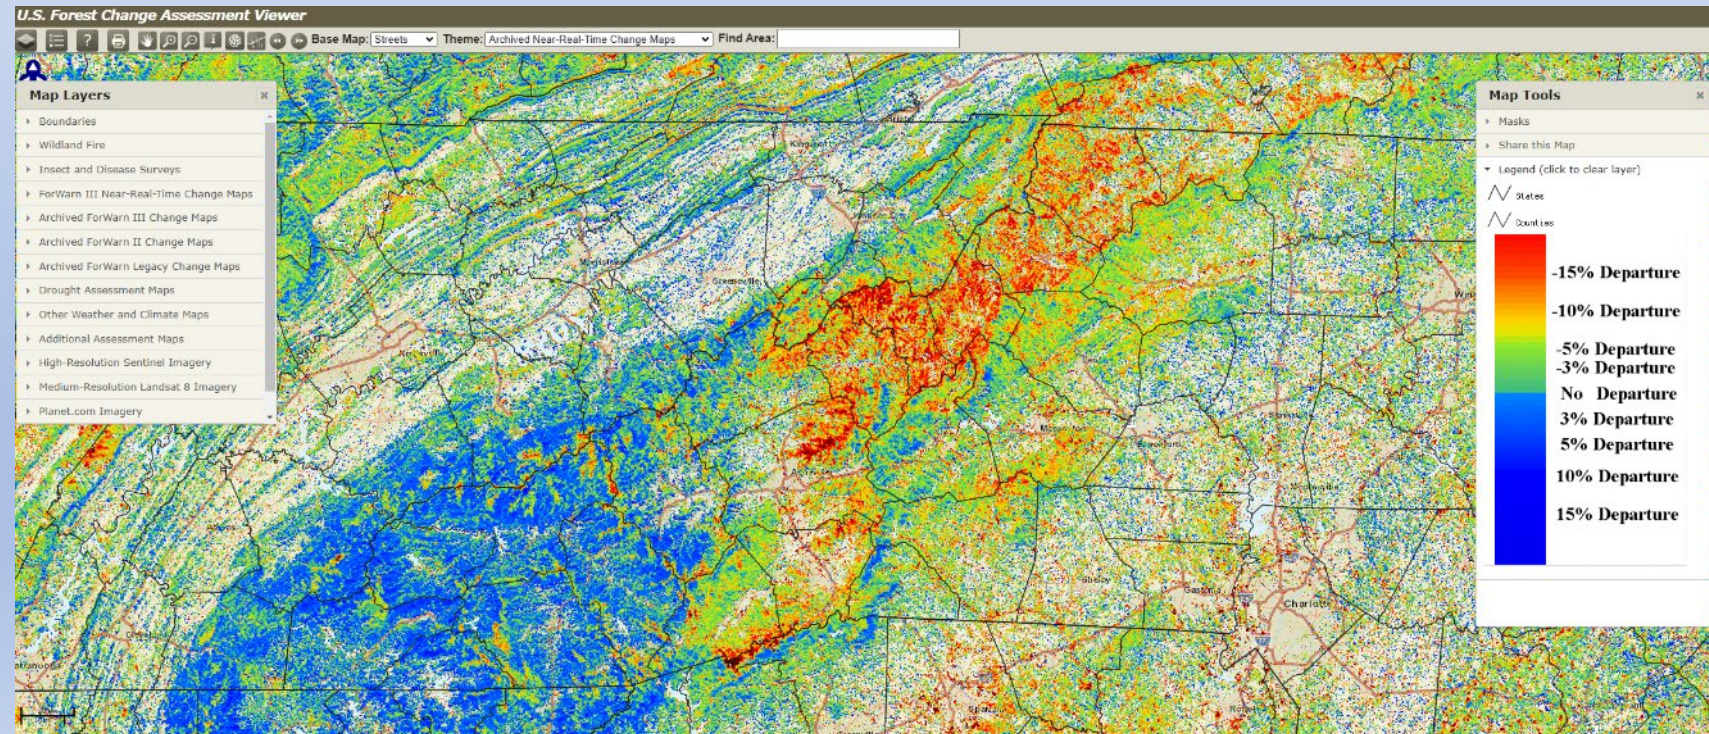 U.S. Forest Change Assessment Viewer
Base Map: Streets Theme: Archived Near-Real-Time Change Maps Find Area:
Map Layers
Boundaries
Wildland Fire
Insect and Disease Surveys
ForWarn III Near-Real-Time Change Maps
Archived ForWarn III Change Maps
Archived ForWarn II Change Maps
Archived ForWarn Legacy Change Maps
Drought Assessment Maps
Other Weather and Climate Maps
Additional Assessment Maps
High-Resolution Sentinel Imagery
Medium-Resolution Landsat 8 Imagery
Planet.com Imagery
Map Tools
Masks
Share this Map
Legend (click to clear layer)
States
Counties
-15% Departure
-10% Departure
-5% Departure
-3% Departure
No Departure
3% Departure
5% Departure
10% Departure
15% Departure
Greeneville
Shelby
Gastonia
Charlotte